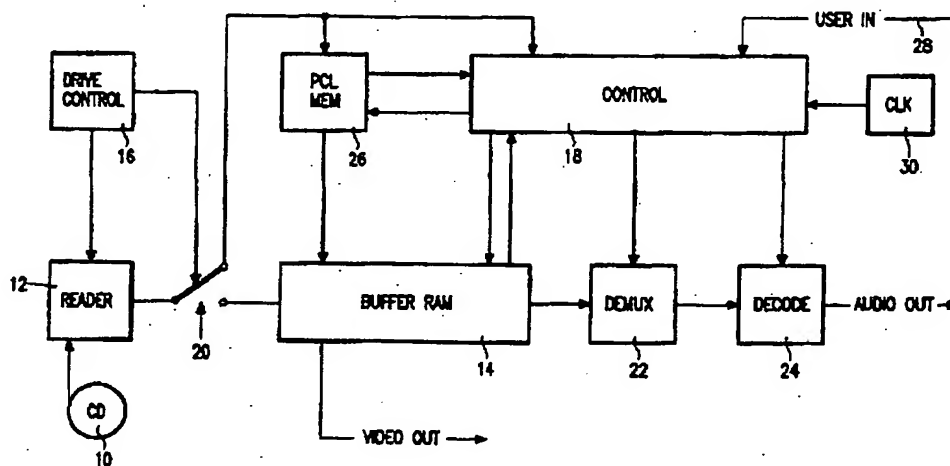 USER IN
28
DRIVE
CONTROL
16
PCL
MEM
26
CONTROL
18
CLK
30
12
READER
20
BUFFER RAM
14
DEMUX
22
DECODE
24
AUDIO OUT
CD
10
VIDEO OUT